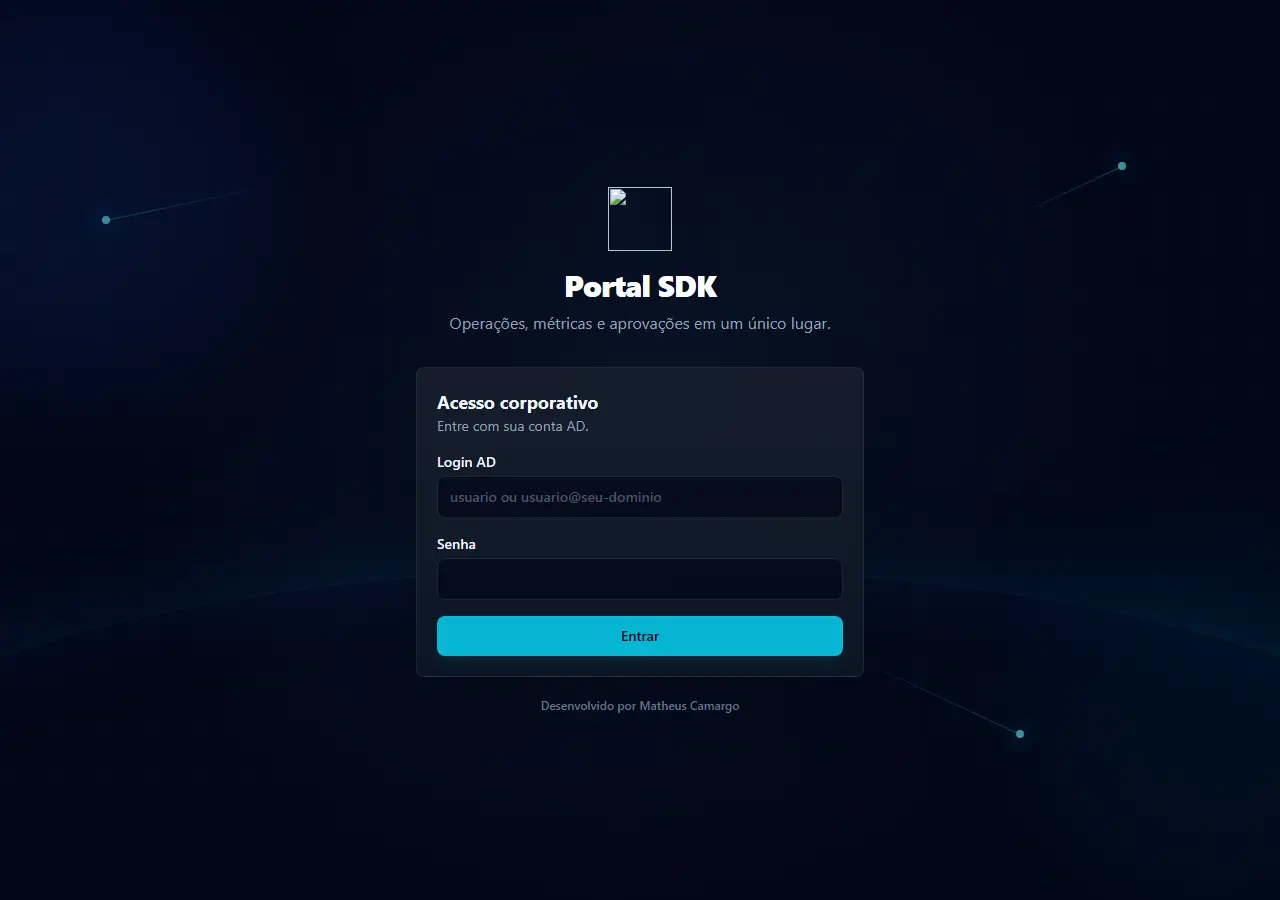 Portal SDK
Operações, métricas e aprovações em um único lugar.
Acesso corporativo
Entre com sua conta AD.
Login AD
usuario ou usuario@seu-dominio
Senha
Entrar
Desenvolvido por Matheus Camargo